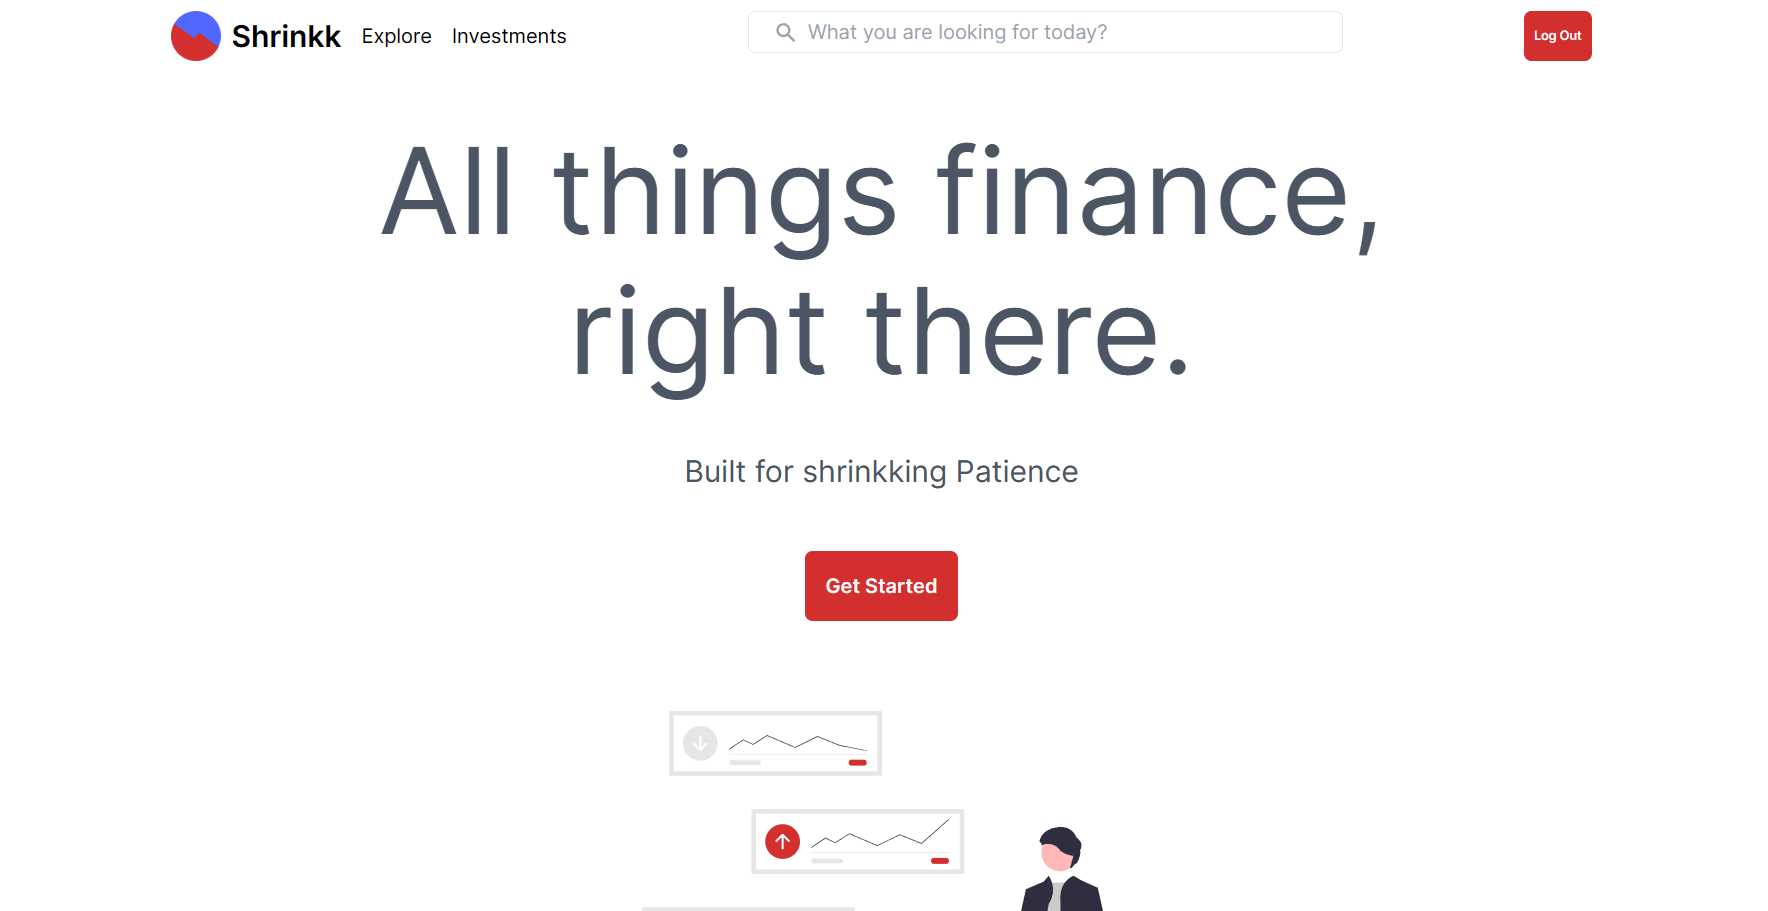 Shrinkk Explore Investments What you are looking for today? Log Out
All things finance,
right there.
Built for shrinkking Patience
Get Started